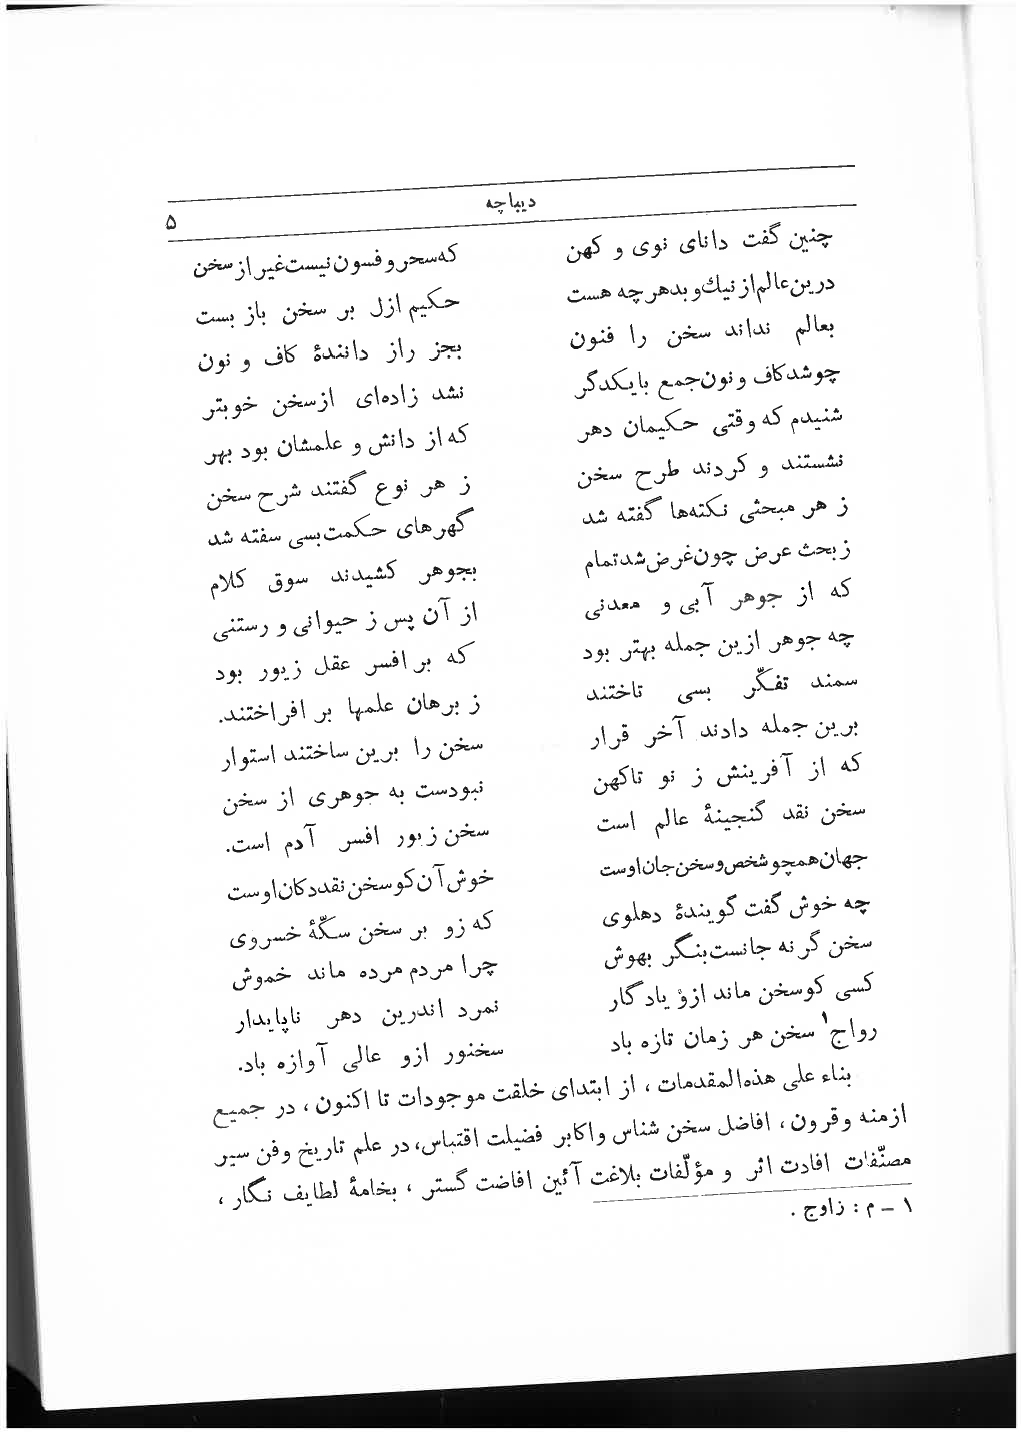 دیباچه
۵
چنین گفت دانای نوی و کهن که سحر و فسون نیست غیر از سخن
درین عالم از نیك و بد هر چه هست حکیم ازل بر سخن باز بست
بعالم نداند سخن را فنون بجز راز دانندهٔ کاف و نون
چو شد کاف و نون جمع با یکدگر نشد زاده‌ای از سخن خوبتر
شنیدم که وقتی حکیمان دهر که از دانش و علمشان بود بهر
نشستند و کردند طرح سخن ز هر نوع گفتند شرح سخن
ز هر مبحثی نکته‌ها گفته شد گهرهای حکمت بسی سفته شد
ز بحث عرض چون غرض شد تمام بجوهر کشیدند سوق کلام
که از جوهر آبی و معدنی از آن پس ز حیوانی و رستنی
چه جوهر ازین جمله بهتر بود که بر افسر عقل زیور بود
سمند تفکّر بسی تاختند ز برهان علمها بر افراختند.
برین جمله دادند آخر قرار سخن را برین ساختند استوار
که از آفرینش ز نو تا کهن نبودست به جوهری از سخن
سخن نقد گنجینهٔ عالم است سخن زیور افسر آدم است.
جهان همچو شخص و سخن جان اوست خوش آن کو سخن نقد دکان اوست
چه خوش گفت گویندهٔ دهلوی که زو بر سخن سکّهٔ خسروی
سخن گر نه جانست بنگر بهوش چرا مردم مرده ماند خموش
کسی کو سخن ماند ازو یادگار نمرد اندرین دهر ناپایدار
رواج۱ سخن هر زمان تازه باد سخنور ازو عالی آوازه باد.
بناء علی هذه المقدمات، از ابتدای خلقت موجودات تا اکنون، در جمیع
ازمنه و قرون، افاضل سخن شناس و اکابر فضیلت اقتباس، در علم تاریخ و فن سیر
مصنّفات افادت اثر و مؤلّفات بلاغت آئین افاضت گستر، بخامهٔ لطایف نگار،
۱ – م: زاوج.